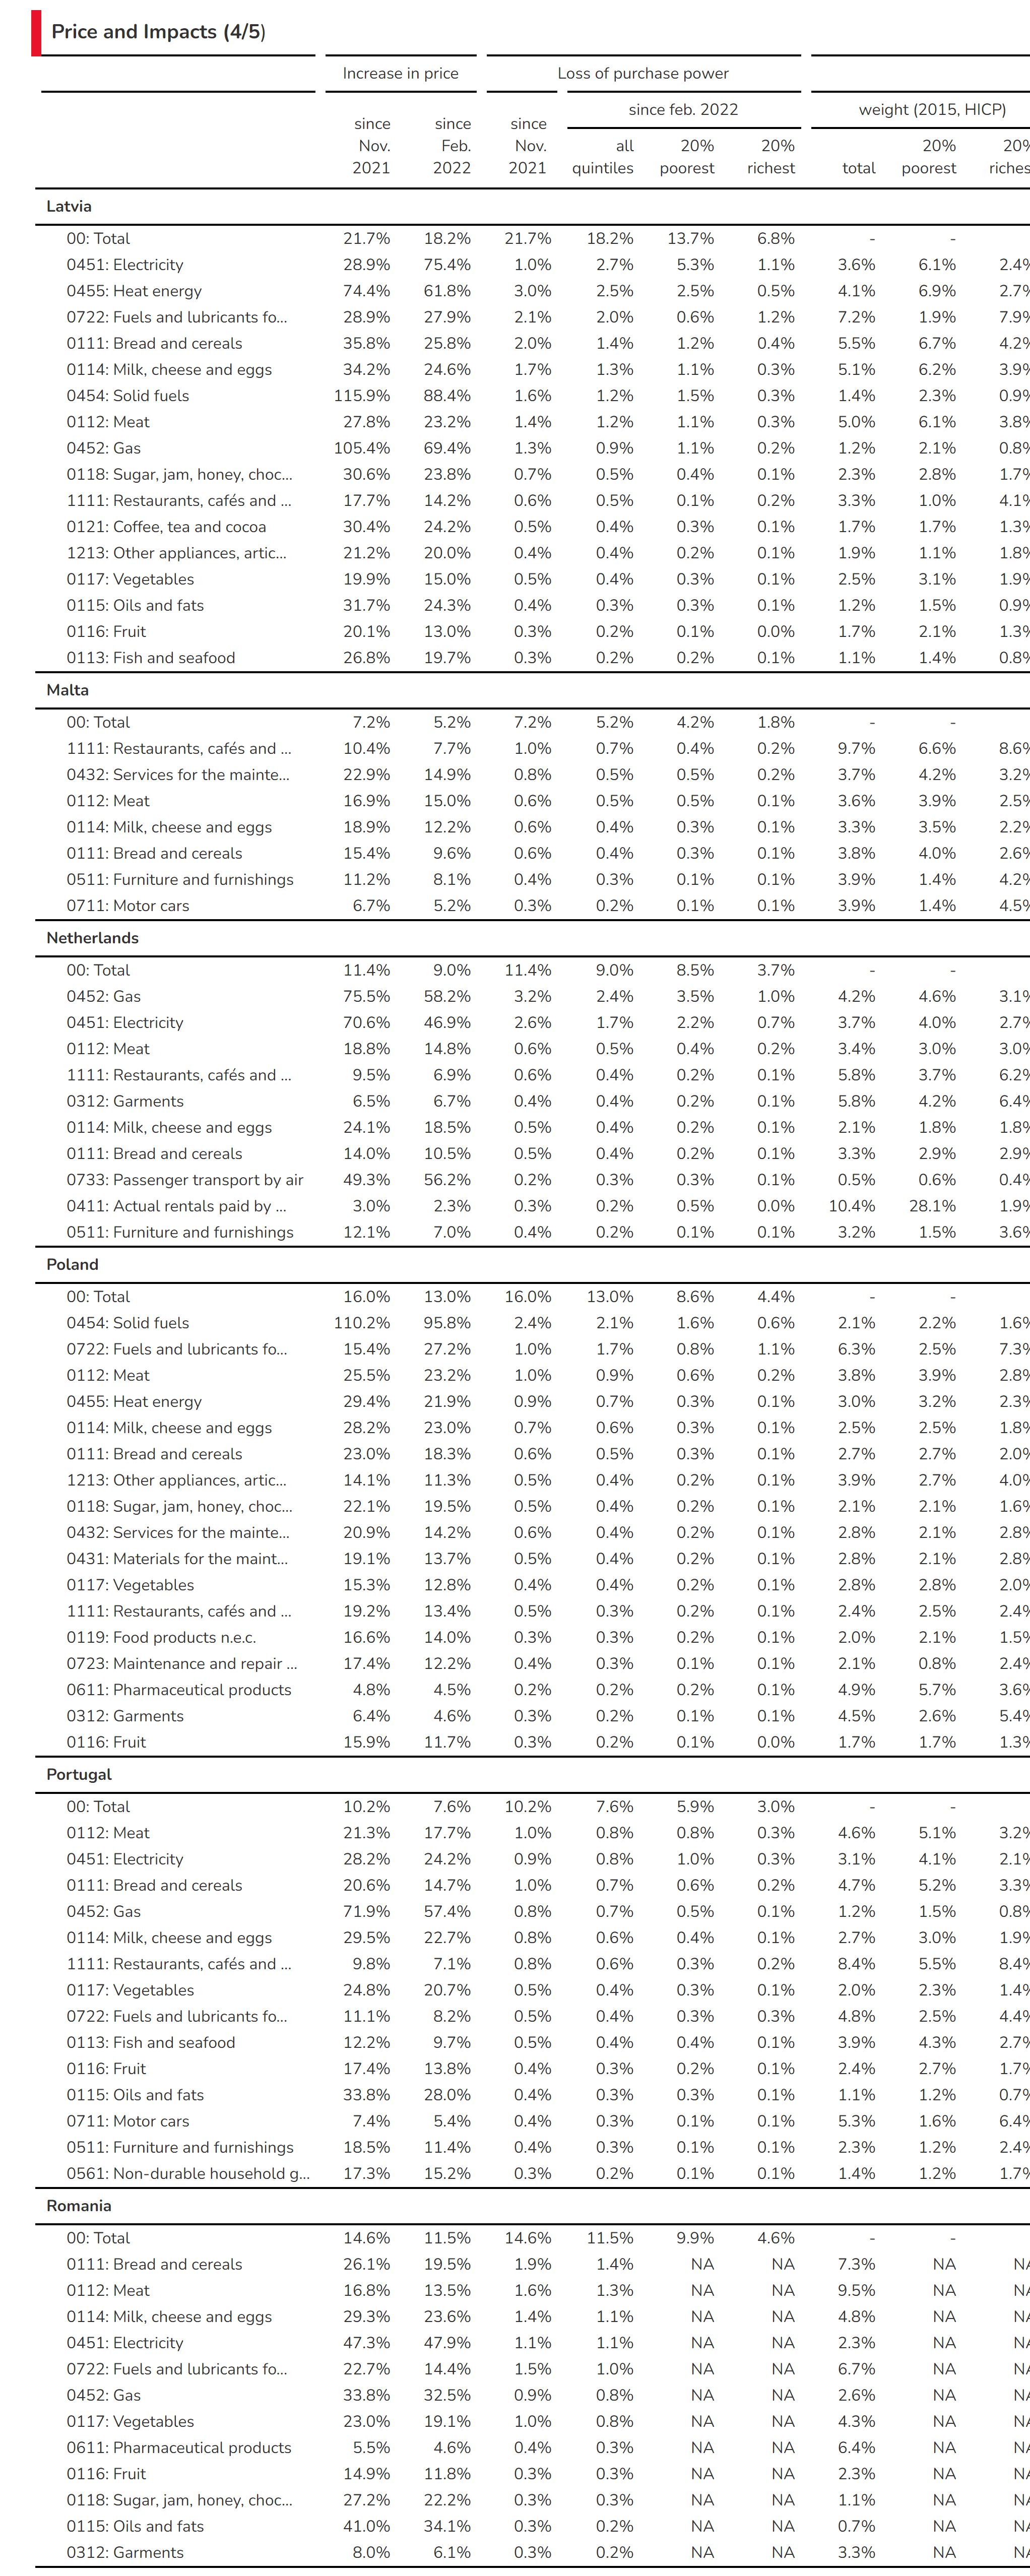 Price and Impacts (4/5)
Increase in price Loss of purchase power
since feb. 2022 weight (2015, HICP)
since since since
Nov. Feb. Nov. all 20% 20% 20% 20%
2021 2022 2021 quintiles poorest richest total poorest riches
Latvia
00: Total 21.7% 18.2% 21.7% 18.2% 13.7% 6.8% - -
0451: Electricity 28.9% 75.4% 1.0% 2.7% 5.3% 1.1% 3.6% 6.1% 2.4%
0455: Heat energy 74.4% 61.8% 3.0% 2.5% 2.5% 0.5% 4.1% 6.9% 2.7%
0722: Fuels and lubricants fo... 28.9% 27.9% 2.1% 2.0% 0.6% 1.2% 7.2% 1.9% 7.9%
0111: Bread and cereals 35.8% 25.8% 2.0% 1.4% 1.2% 0.4% 5.5% 6.7% 4.2%
0114: Milk, cheese and eggs 34.2% 24.6% 1.7% 1.3% 1.1% 0.3% 5.1% 6.2% 3.9%
0454: Solid fuels 115.9% 88.4% 1.6% 1.2% 1.5% 0.3% 1.4% 2.3% 0.9%
0112: Meat 27.8% 23.2% 1.4% 1.2% 1.1% 0.3% 5.0% 6.1% 3.8%
0452: Gas 105.4% 69.4% 1.3% 0.9% 1.1% 0.2% 1.2% 2.1% 0.8%
0118: Sugar, jam, honey, choc... 30.6% 23.8% 0.7% 0.5% 0.4% 0.1% 2.3% 2.8% 1.7%
1111: Restaurants, cafés and ... 17.7% 14.2% 0.6% 0.5% 0.1% 0.2% 3.3% 1.0% 4.1%
0121: Coffee, tea and cocoa 30.4% 24.2% 0.5% 0.4% 0.3% 0.1% 1.7% 1.7% 1.3%
1213: Other appliances, artic... 21.2% 20.0% 0.4% 0.4% 0.2% 0.1% 1.9% 1.1% 1.8%
0117: Vegetables 19.9% 15.0% 0.5% 0.4% 0.3% 0.1% 2.5% 3.1% 1.9%
0115: Oils and fats 31.7% 24.3% 0.4% 0.3% 0.3% 0.1% 1.2% 1.5% 0.9%
0116: Fruit 20.1% 13.0% 0.3% 0.2% 0.1% 0.0% 1.7% 2.1% 1.3%
0113: Fish and seafood 26.8% 19.7% 0.3% 0.2% 0.2% 0.1% 1.1% 1.4% 0.8%
Malta
00: Total 7.2% 5.2% 7.2% 5.2% 4.2% 1.8% - -
1111: Restaurants, cafés and ... 10.4% 7.7% 1.0% 0.7% 0.4% 0.2% 9.7% 6.6% 8.6%
0432: Services for the mainte... 22.9% 14.9% 0.8% 0.5% 0.5% 0.2% 3.7% 4.2% 3.2%
0112: Meat 16.9% 15.0% 0.6% 0.5% 0.5% 0.1% 3.6% 3.9% 2.5%
0114: Milk, cheese and eggs 18.9% 12.2% 0.6% 0.4% 0.3% 0.1% 3.3% 3.5% 2.2%
0111: Bread and cereals 15.4% 9.6% 0.6% 0.4% 0.3% 0.1% 3.8% 4.0% 2.6%
0511: Furniture and furnishings 11.2% 8.1% 0.4% 0.3% 0.1% 0.1% 3.9% 1.4% 4.2%
0711: Motor cars 6.7% 5.2% 0.3% 0.2% 0.1% 0.1% 3.9% 1.4% 4.5%
Netherlands
00: Total 11.4% 9.0% 11.4% 9.0% 8.5% 3.7% - -
0452: Gas 75.5% 58.2% 3.2% 2.4% 3.5% 1.0% 4.2% 4.6% 3.1%
0451: Electricity 70.6% 46.9% 2.6% 1.7% 2.2% 0.7% 3.7% 4.0% 2.7%
0112: Meat 18.8% 14.8% 0.6% 0.5% 0.4% 0.2% 3.4% 3.0% 3.0%
1111: Restaurants, cafés and ... 9.5% 6.9% 0.6% 0.4% 0.2% 0.1% 5.8% 3.7% 6.2%
0312: Garments 6.5% 6.7% 0.4% 0.4% 0.2% 0.1% 5.8% 4.2% 6.4%
0114: Milk, cheese and eggs 24.1% 18.5% 0.5% 0.4% 0.2% 0.1% 2.1% 1.8% 1.8%
0111: Bread and cereals 14.0% 10.5% 0.5% 0.4% 0.2% 0.1% 3.3% 2.9% 2.9%
0733: Passenger transport by air 49.3% 56.2% 0.2% 0.3% 0.3% 0.1% 0.5% 0.6% 0.4%
0411: Actual rentals paid by ... 3.0% 2.3% 0.3% 0.2% 0.5% 0.0% 10.4% 28.1% 1.9%
0511: Furniture and furnishings 12.1% 7.0% 0.4% 0.2% 0.1% 0.1% 3.2% 1.5% 3.6%
Poland
00: Total 16.0% 13.0% 16.0% 13.0% 8.6% 4.4% - -
0454: Solid fuels 110.2% 95.8% 2.4% 2.1% 1.6% 0.6% 2.1% 2.2% 1.6%
0722: Fuels and lubricants fo... 15.4% 27.2% 1.0% 1.7% 0.8% 1.1% 6.3% 2.5% 7.3%
0112: Meat 25.5% 23.2% 1.0% 0.9% 0.6% 0.2% 3.8% 3.9% 2.8%
0455: Heat energy 29.4% 21.9% 0.9% 0.7% 0.3% 0.1% 3.0% 3.2% 2.3%
0114: Milk, cheese and eggs 28.2% 23.0% 0.7% 0.6% 0.3% 0.1% 2.5% 2.5% 1.8%
0111: Bread and cereals 23.0% 18.3% 0.6% 0.5% 0.3% 0.1% 2.7% 2.7% 2.0%
1213: Other appliances, artic... 14.1% 11.3% 0.5% 0.4% 0.2% 0.1% 3.9% 2.7% 4.0%
0118: Sugar, jam, honey, choc... 22.1% 19.5% 0.5% 0.4% 0.2% 0.1% 2.1% 2.1% 1.6%
0432: Services for the mainte... 20.9% 14.2% 0.6% 0.4% 0.2% 0.1% 2.8% 2.1% 2.8%
0431: Materials for the maint... 19.1% 13.7% 0.5% 0.4% 0.2% 0.1% 2.8% 2.1% 2.8%
0117: Vegetables 15.3% 12.8% 0.4% 0.4% 0.2% 0.1% 2.8% 2.8% 2.0%
1111: Restaurants, cafés and ... 19.2% 13.4% 0.5% 0.3% 0.2% 0.1% 2.4% 2.5% 2.4%
0119: Food products n.e.c. 16.6% 14.0% 0.3% 0.3% 0.2% 0.1% 2.0% 2.1% 1.5%
0723: Maintenance and repair ... 17.4% 12.2% 0.4% 0.3% 0.1% 0.1% 2.1% 0.8% 2.4%
0611: Pharmaceutical products 4.8% 4.5% 0.2% 0.2% 0.2% 0.1% 4.9% 5.7% 3.6%
0312: Garments 6.4% 4.6% 0.3% 0.2% 0.1% 0.1% 4.5% 2.6% 5.4%
0116: Fruit 15.9% 11.7% 0.3% 0.2% 0.1% 0.0% 1.7% 1.7% 1.3%
Portugal
00: Total 10.2% 7.6% 10.2% 7.6% 5.9% 3.0% - -
0112: Meat 21.3% 17.7% 1.0% 0.8% 0.8% 0.3% 4.6% 5.1% 3.2%
0451: Electricity 28.2% 24.2% 0.9% 0.8% 1.0% 0.3% 3.1% 4.1% 2.1%
0111: Bread and cereals 20.6% 14.7% 1.0% 0.7% 0.6% 0.2% 4.7% 5.2% 3.3%
0452: Gas 71.9% 57.4% 0.8% 0.7% 0.5% 0.1% 1.2% 1.5% 0.8%
0114: Milk, cheese and eggs 29.5% 22.7% 0.8% 0.6% 0.4% 0.1% 2.7% 3.0% 1.9%
1111: Restaurants, cafés and ... 9.8% 7.1% 0.8% 0.6% 0.3% 0.2% 8.4% 5.5% 8.4%
0117: Vegetables 24.8% 20.7% 0.5% 0.4% 0.3% 0.1% 2.0% 2.3% 1.4%
0722: Fuels and lubricants fo... 11.1% 8.2% 0.5% 0.4% 0.3% 0.3% 4.8% 2.5% 4.4%
0113: Fish and seafood 12.2% 9.7% 0.5% 0.4% 0.4% 0.1% 3.9% 4.3% 2.7%
0116: Fruit 17.4% 13.8% 0.4% 0.3% 0.2% 0.1% 2.4% 2.7% 1.7%
0115: Oils and fats 33.8% 28.0% 0.4% 0.3% 0.3% 0.1% 1.1% 1.2% 0.7%
0711: Motor cars 7.4% 5.4% 0.4% 0.3% 0.1% 0.1% 5.3% 1.6% 6.4%
0511: Furniture and furnishings 18.5% 11.4% 0.4% 0.3% 0.1% 0.1% 2.3% 1.2% 2.4%
0561: Non-durable household g... 17.3% 15.2% 0.3% 0.2% 0.1% 0.1% 1.4% 1.2% 1.7%
Romania
00: Total 14.6% 11.5% 14.6% 11.5% 9.9% 4.6% - -
0111: Bread and cereals 26.1% 19.5% 1.9% 1.4% NA NA 7.3% NA NA
0112: Meat 16.8% 13.5% 1.6% 1.3% NA NA 9.5% NA NA
0114: Milk, cheese and eggs 29.3% 23.6% 1.4% 1.1% NA NA 4.8% NA NA
0451: Electricity 47.3% 47.9% 1.1% 1.1% NA NA 2.3% NA NA
0722: Fuels and lubricants fo... 22.7% 14.4% 1.5% 1.0% NA NA 6.7% NA NA
0452: Gas 33.8% 32.5% 0.9% 0.8% NA NA 2.6% NA NA
0117: Vegetables 23.0% 19.1% 1.0% 0.8% NA NA 4.3% NA NA
0611: Pharmaceutical products 5.5% 4.6% 0.4% 0.3% NA NA 6.4% NA NA
0116: Fruit 14.9% 11.8% 0.3% 0.3% NA NA 2.3% NA NA
0118: Sugar, jam, honey, choc... 27.2% 22.2% 0.3% 0.3% NA NA 1.1% NA NA
0115: Oils and fats 41.0% 34.1% 0.3% 0.2% NA NA 0.7% NA NA
0312: Garments 8.0% 6.1% 0.3% 0.2% NA NA 3.3% NA NA